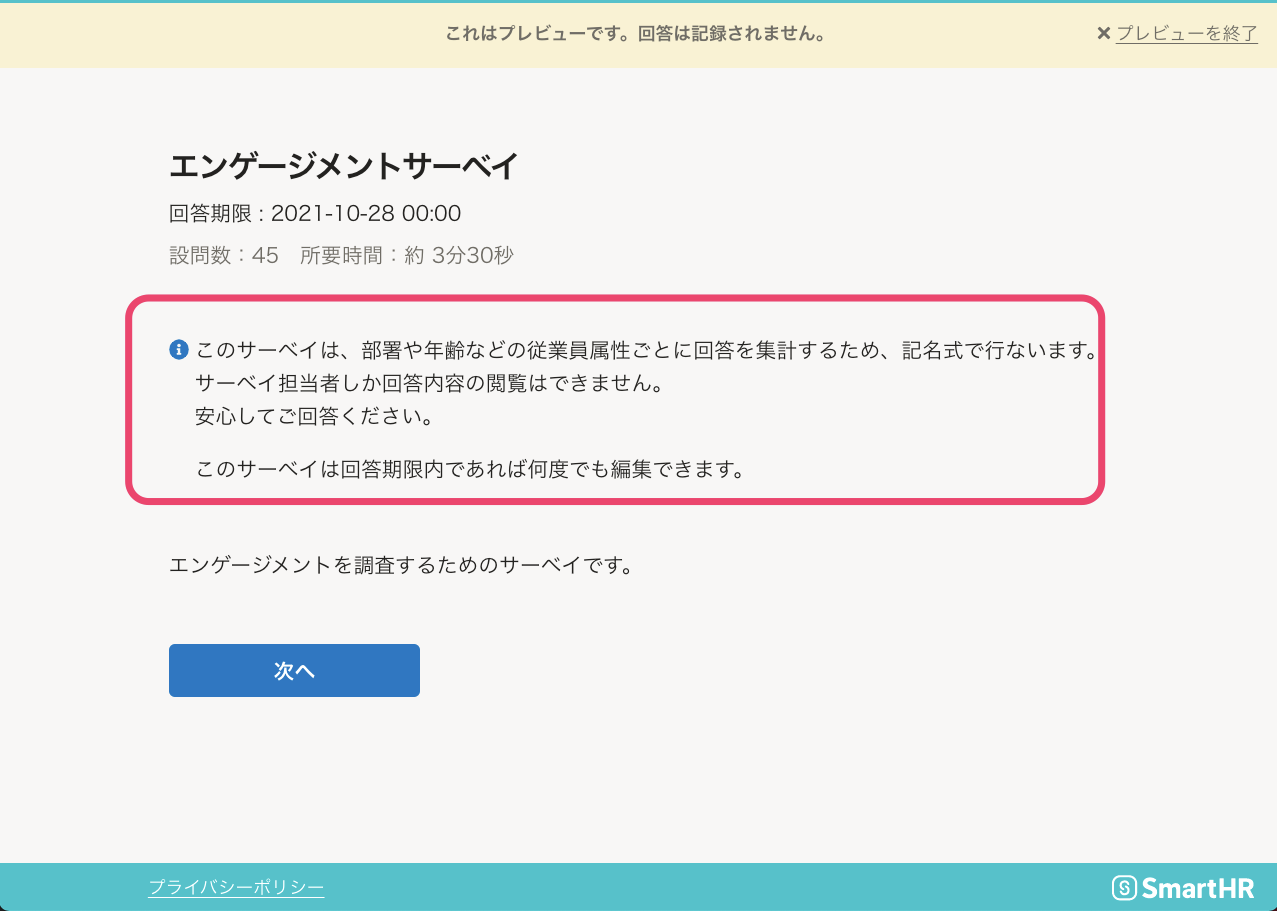 これはプレビューです。回答は記録されません。
プレビューを終了
エンゲージメントサーベイ
回答期限 : 2021-10-28 00:00
設問数：45　所要時間：約 3分30秒
このサーベイは、部署や年齢などの従業員属性ごとに回答を集計するため、記名式で行ないます。
サーベイ担当者しか回答内容の閲覧はできません。
安心してご回答ください。
このサーベイは回答期限内であれば何度でも編集できます。
エンゲージメントを調査するためのサーベイです。
次へ
プライバシーポリシー
SmartHR